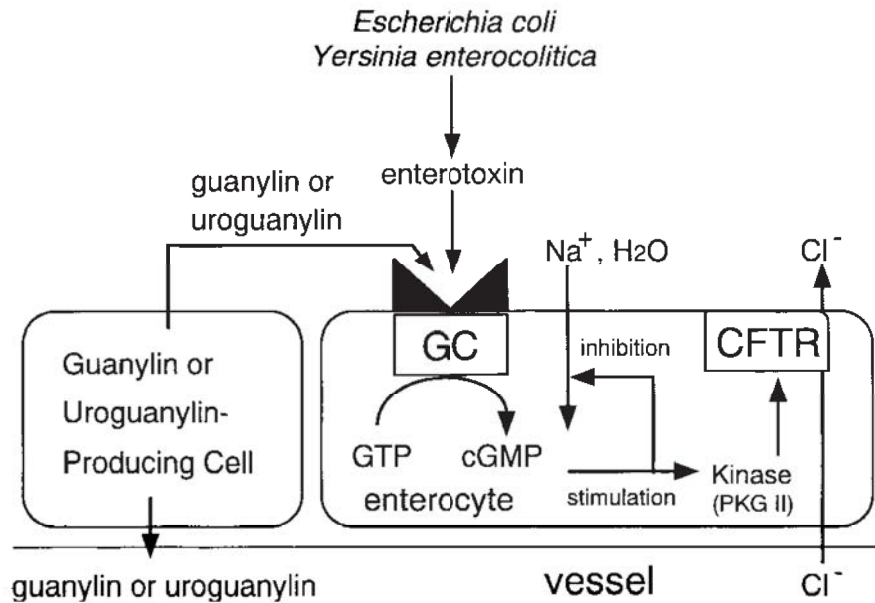 Escherichia coli
Yersinia enterocolitica
enterotoxin
guanylin or
uroguanylin
Na⁺, H2O
Cl⁻
Guanylin or
Uroguanylin-
Producing Cell
GC
inhibition
CFTR
GTP
cGMP
enterocyte
stimulation
Kinase
(PKG II)
guanylin or uroguanylin
vessel
Cl⁻